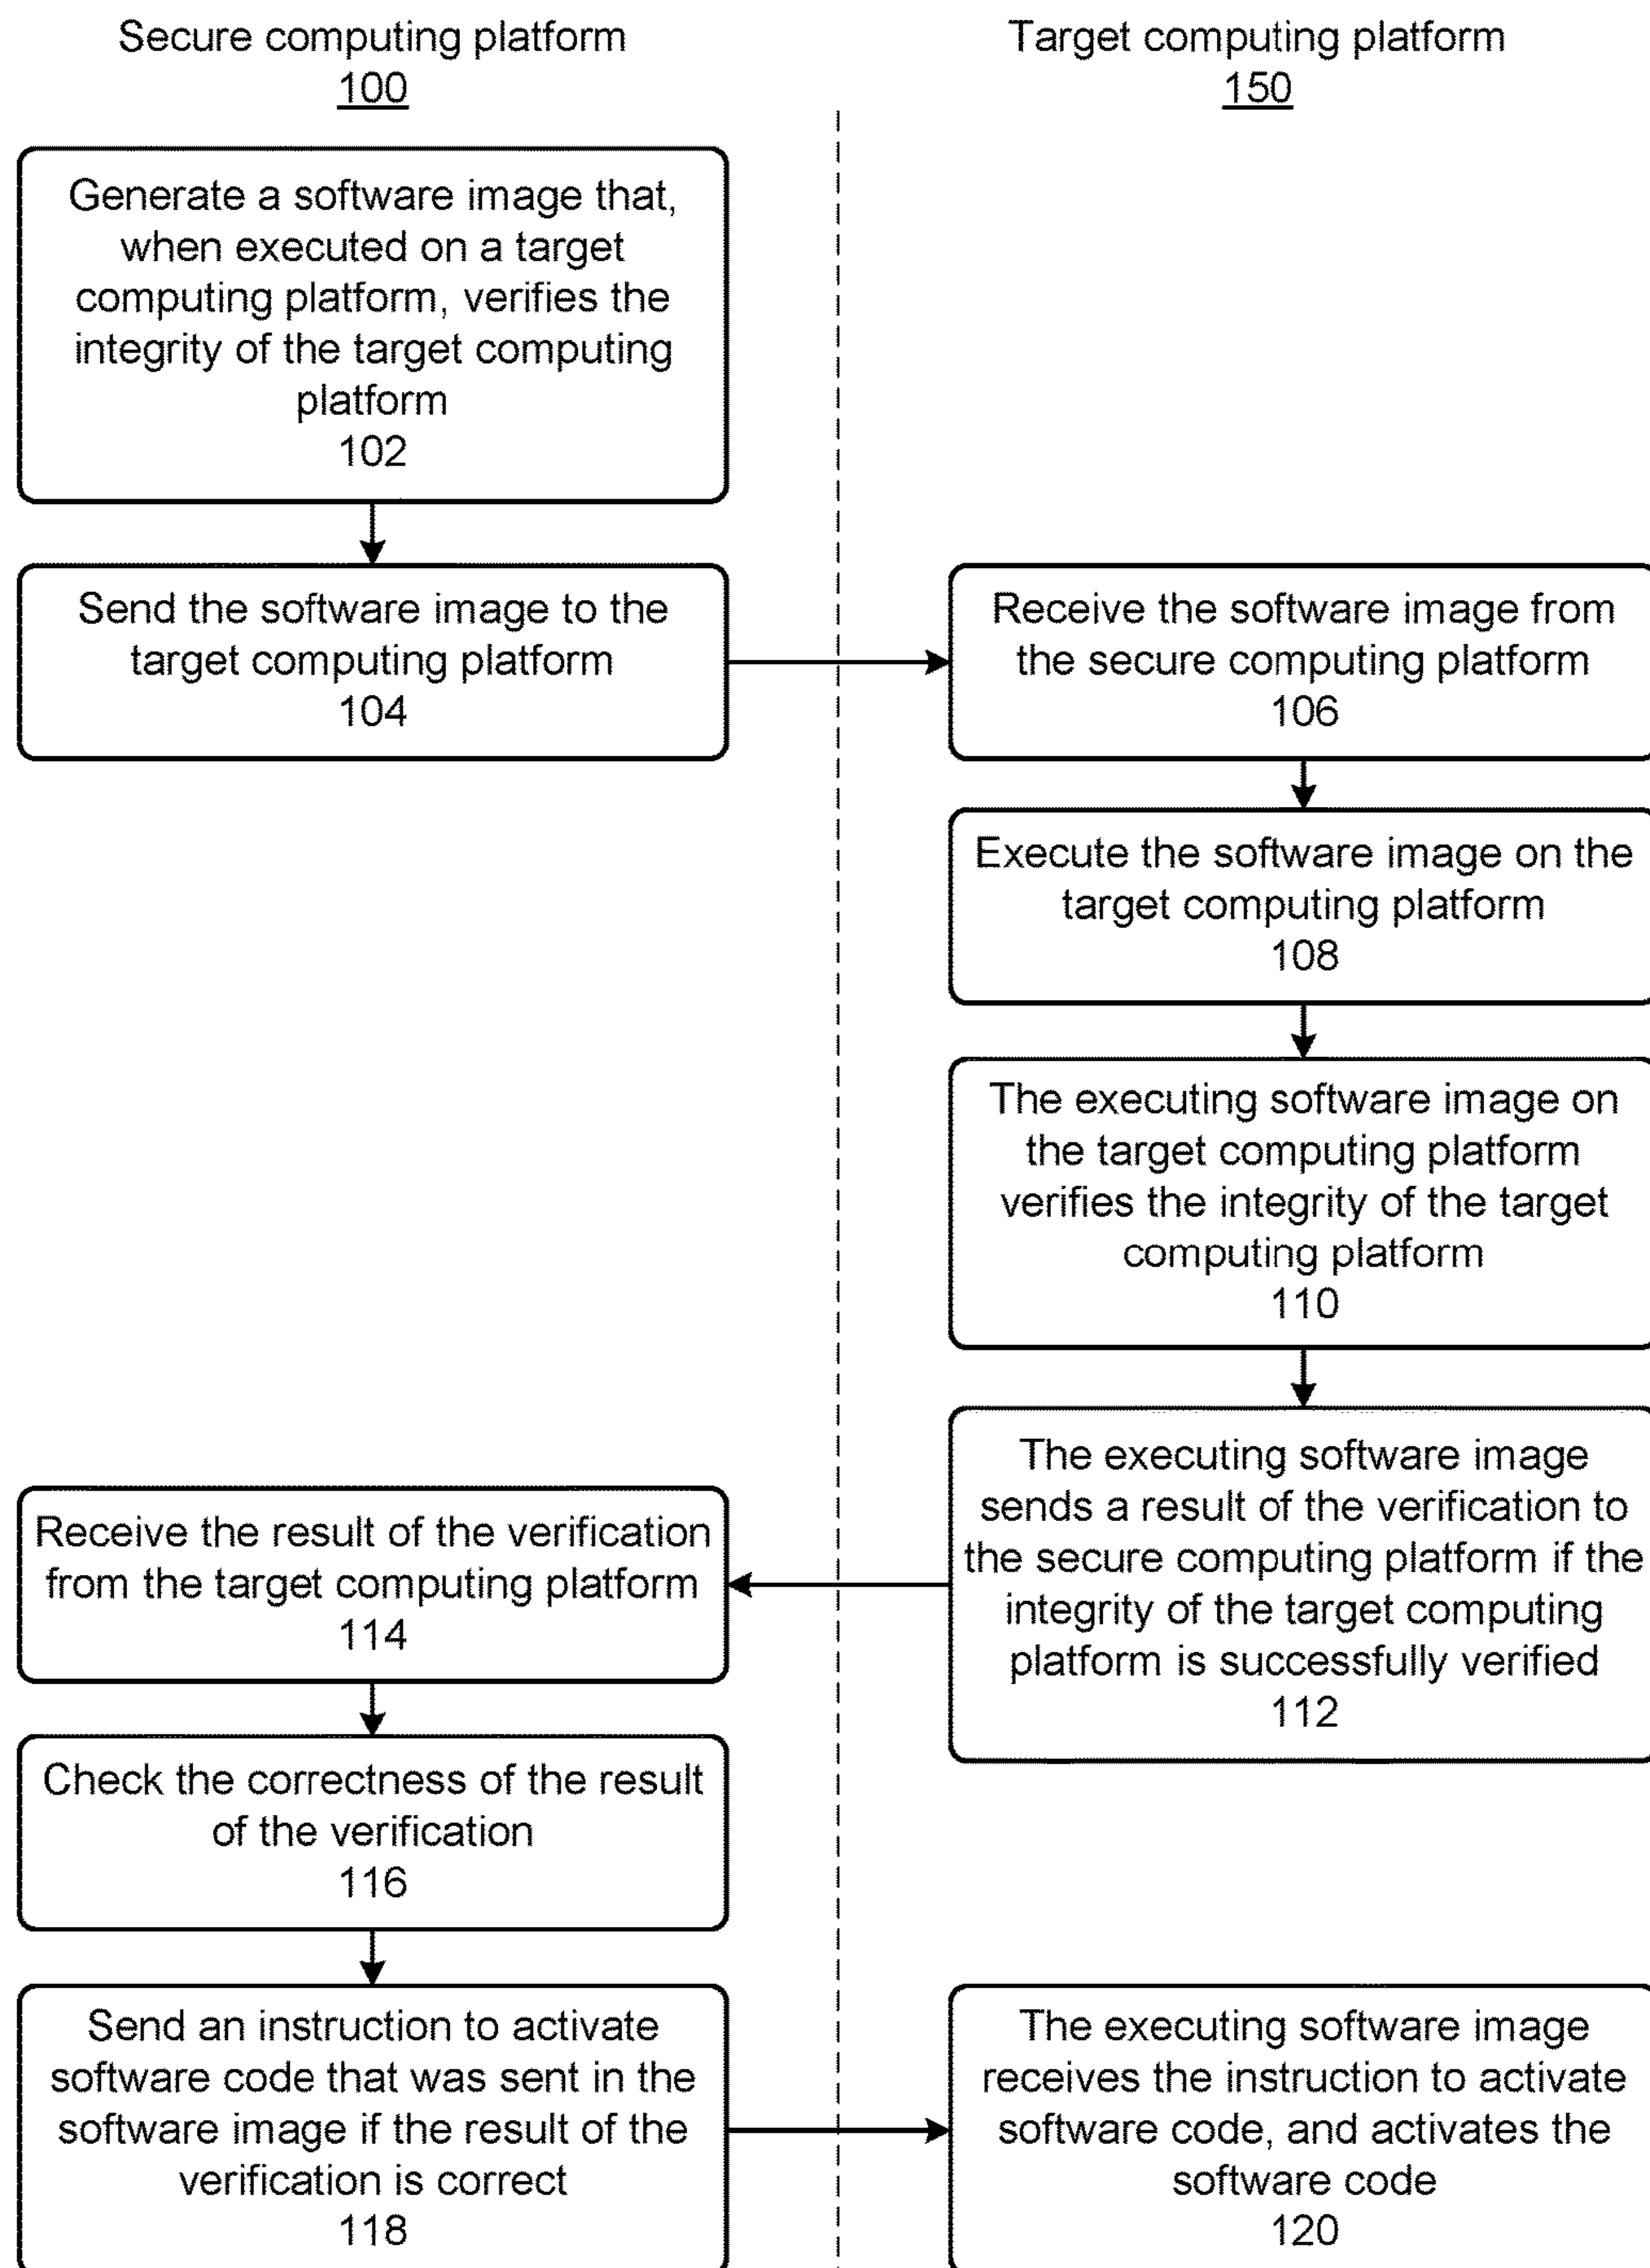 Secure computing platform
100
Target computing platform
150
Generate a software image that,
when executed on a target
computing platform, verifies the
integrity of the target computing
platform
102
Send the software image to the
target computing platform
104
Receive the software image from
the secure computing platform
106
Execute the software image on the
target computing platform
108
The executing software image on
the target computing platform
verifies the integrity of the target
computing platform
110
The executing software image
sends a result of the verification to
the secure computing platform if the
integrity of the target computing
platform is successfully verified
112
Receive the result of the verification
from the target computing platform
114
Check the correctness of the result
of the verification
116
Send an instruction to activate
software code that was sent in the
software image if the result of the
verification is correct
118
The executing software image
receives the instruction to activate
software code, and activates the
software code
120